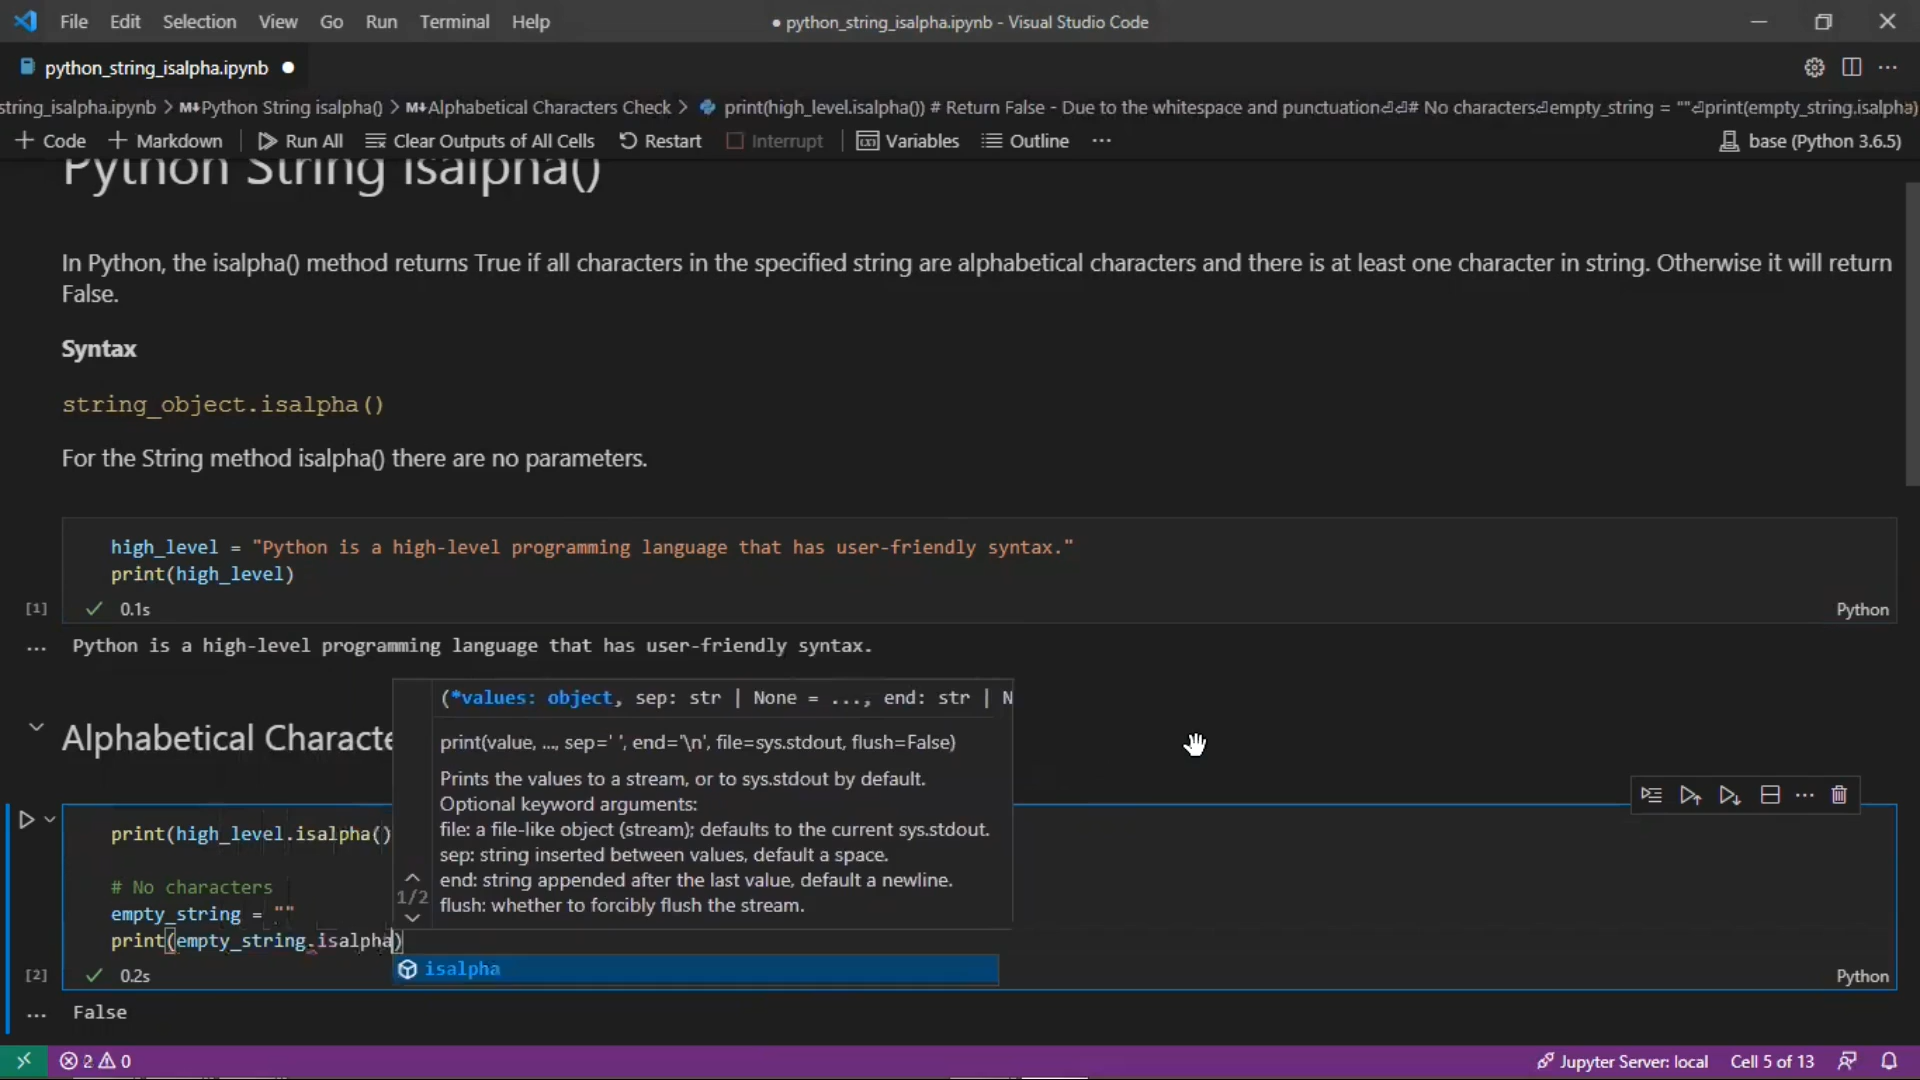 File Edit Selection View Go Run Terminal Help
● python_string_isalpha.ipynb - Visual Studio Code
python_string_isalpha.ipynb ●
string_isalpha.ipynb > M↓Python String isalpha() > M↓Alphabetical Characters Check > print(high_level.isalpha()) # Return False - Due to the whitespace and punctuation⏎⏎# No characters⏎empty_string = ""⏎print(empty_string.isalpha)
+ Code + Markdown Run All Clear Outputs of All Cells Restart Interrupt Variables Outline ··· base (Python 3.6.5)
Python String isalpha()
In Python, the isalpha() method returns True if all characters in the specified string are alphabetical characters and there is at least one character in string. Otherwise it will return
False.
Syntax
string_object.isalpha()
For the String method isalpha() there are no parameters.
high_level = "Python is a high-level programming language that has user-friendly syntax."
print(high_level)
[1] 0.1s Python
Python is a high-level programming language that has user-friendly syntax.
(*values: object, sep: str | None = ..., end: str | N
Alphabetical Characte
print(value, ..., sep=' ', end='\n', file=sys.stdout, flush=False)
Prints the values to a stream, or to sys.stdout by default.
Optional keyword arguments:
file: a file-like object (stream); defaults to the current sys.stdout.
sep: string inserted between values, default a space.
end: string appended after the last value, default a newline.
flush: whether to forcibly flush the stream.
1/2
print(high_level.isalpha()
# No characters
empty_string = ""
print(empty_string.isalpha)
isalpha
[2] 0.2s Python
False
2 0 Jupyter Server: local Cell 5 of 13